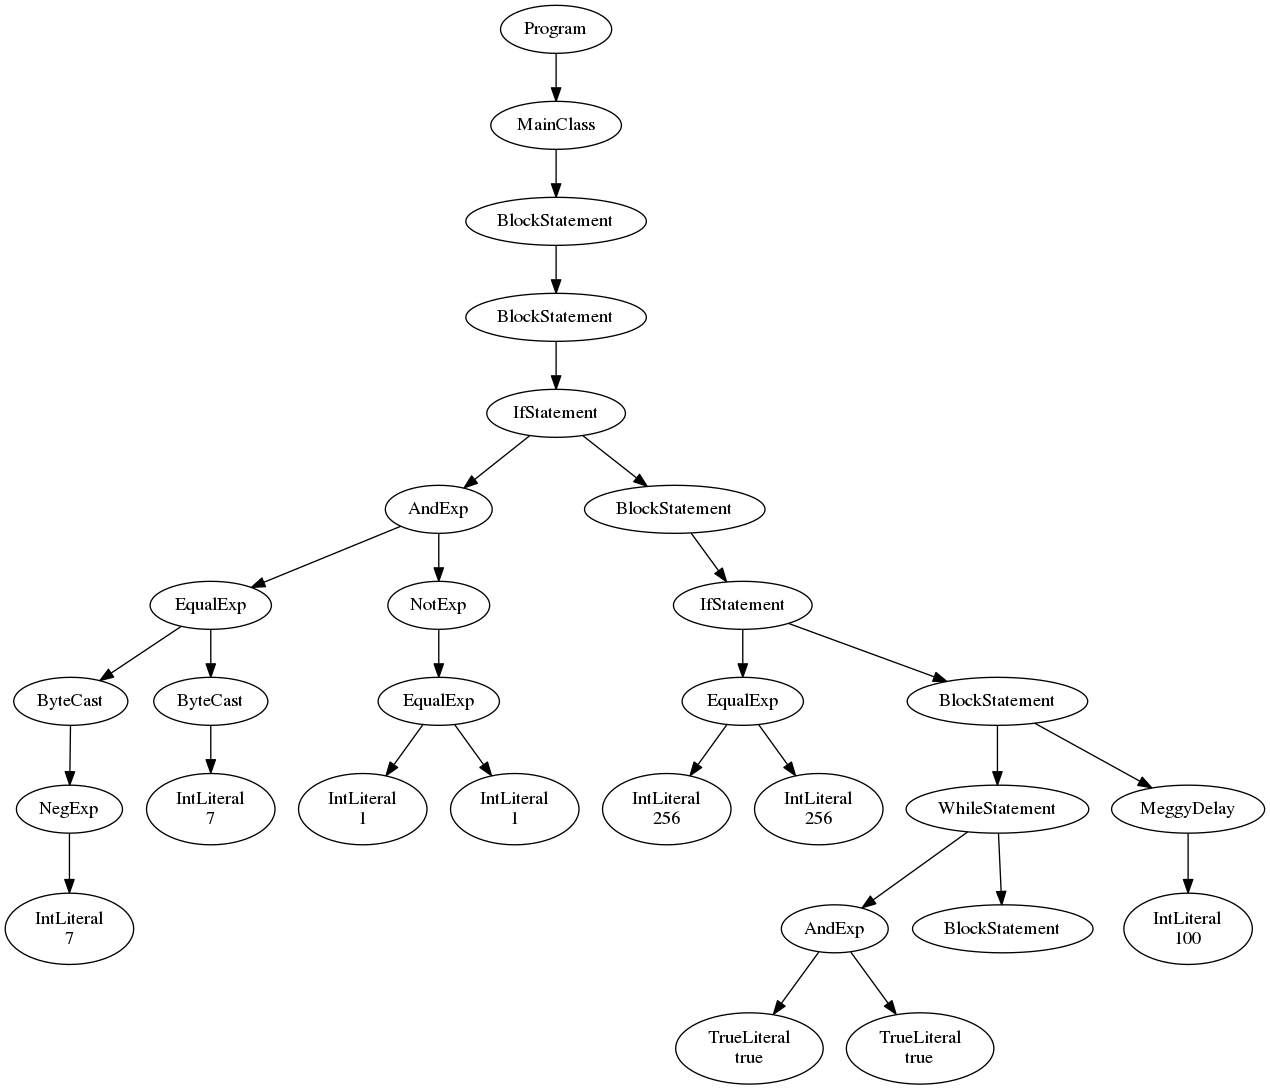 Program
MainClass
BlockStatement
BlockStatement
IfStatement
AndExp
BlockStatement
EqualExp
NotExp
IfStatement
ByteCast
ByteCast
EqualExp
EqualExp
BlockStatement
NegExp
IntLiteral
7
IntLiteral
1
IntLiteral
1
IntLiteral
256
IntLiteral
256
WhileStatement
MeggyDelay
IntLiteral
7
AndExp
BlockStatement
IntLiteral
100
TrueLiteral
true
TrueLiteral
true